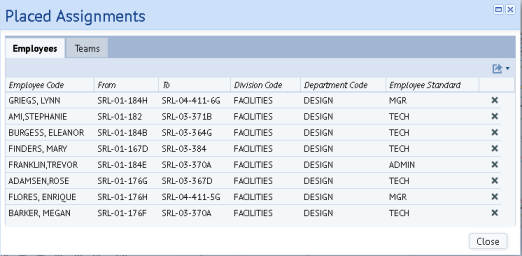 Placed Assignments
Employees Teams
Employee Code From To Division Code Department Code Employee Standard
GRIEGS, LYNN SRL-01-184H SRL-04-411-6G FACILITIES DESIGN MGR
AMI,STEPHANIE SRL-01-182 SRL-03-371B FACILITIES DESIGN TECH
BURGESS, ELEANOR SRL-01-184B SRL-03-364G FACILITIES DESIGN TECH
FINDERS, MARY SRL-01-167D SRL-03-384 FACILITIES DESIGN TECH
FRANKLIN,TREVOR SRL-01-184E SRL-03-370A FACILITIES DESIGN ADMIN
ADAMSEN,ROSE SRL-01-176G SRL-03-367D FACILITIES DESIGN TECH
FLORES, ENRIQUE SRL-01-176H SRL-04-411-5G FACILITIES DESIGN MGR
BARKER, MEGAN SRL-01-176F SRL-03-370A FACILITIES DESIGN TECH
Close